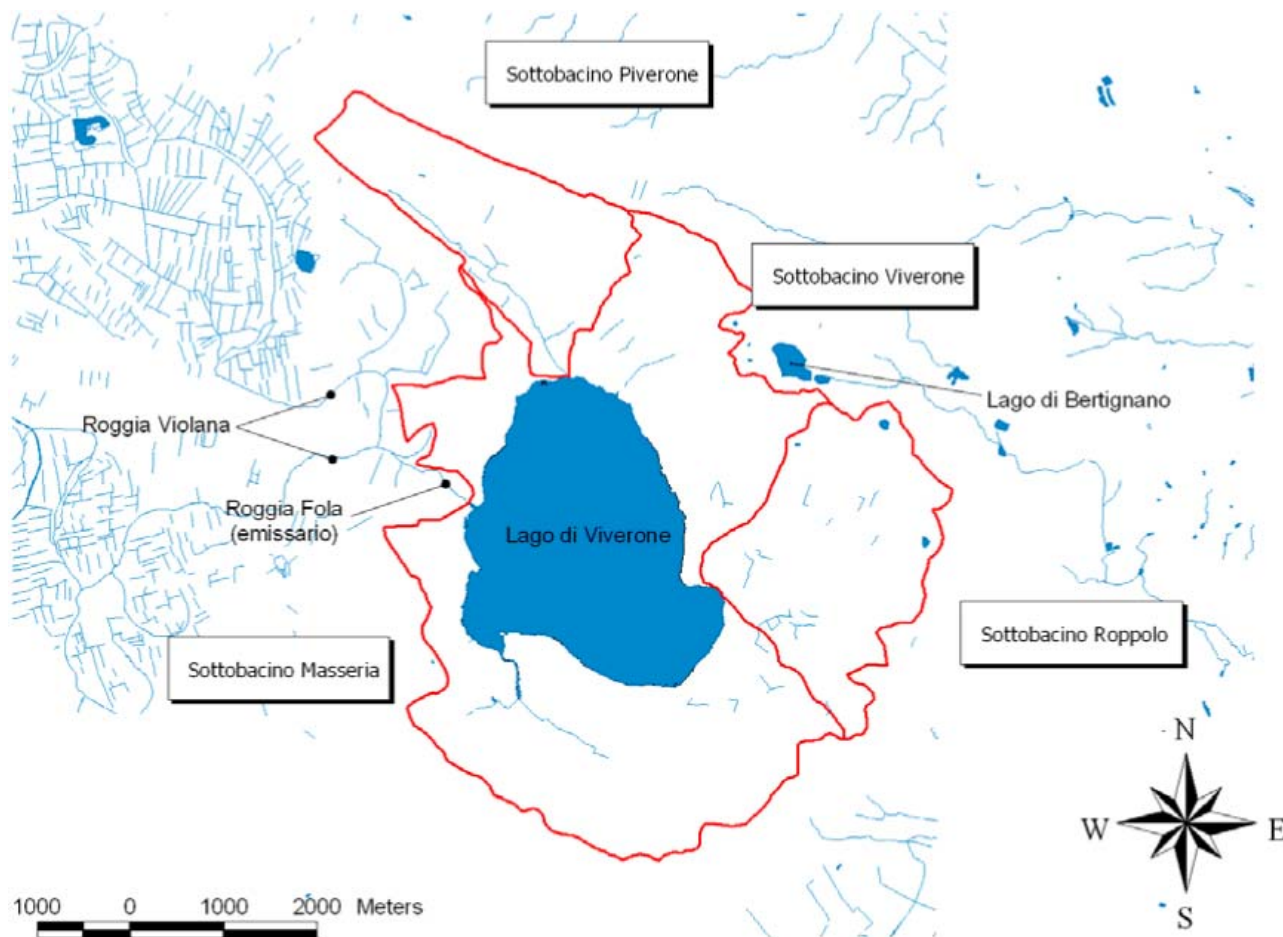 Sottobacino Piverone
Sottobacino Viverone
Lago di Bertignano
Roggia Violana
Roggia Fola
(emissario)
Lago di Viverone
Sottobacino Roppolo
Sottobacino Masseria
N
W E
S
1000 0 1000 2000 Meters